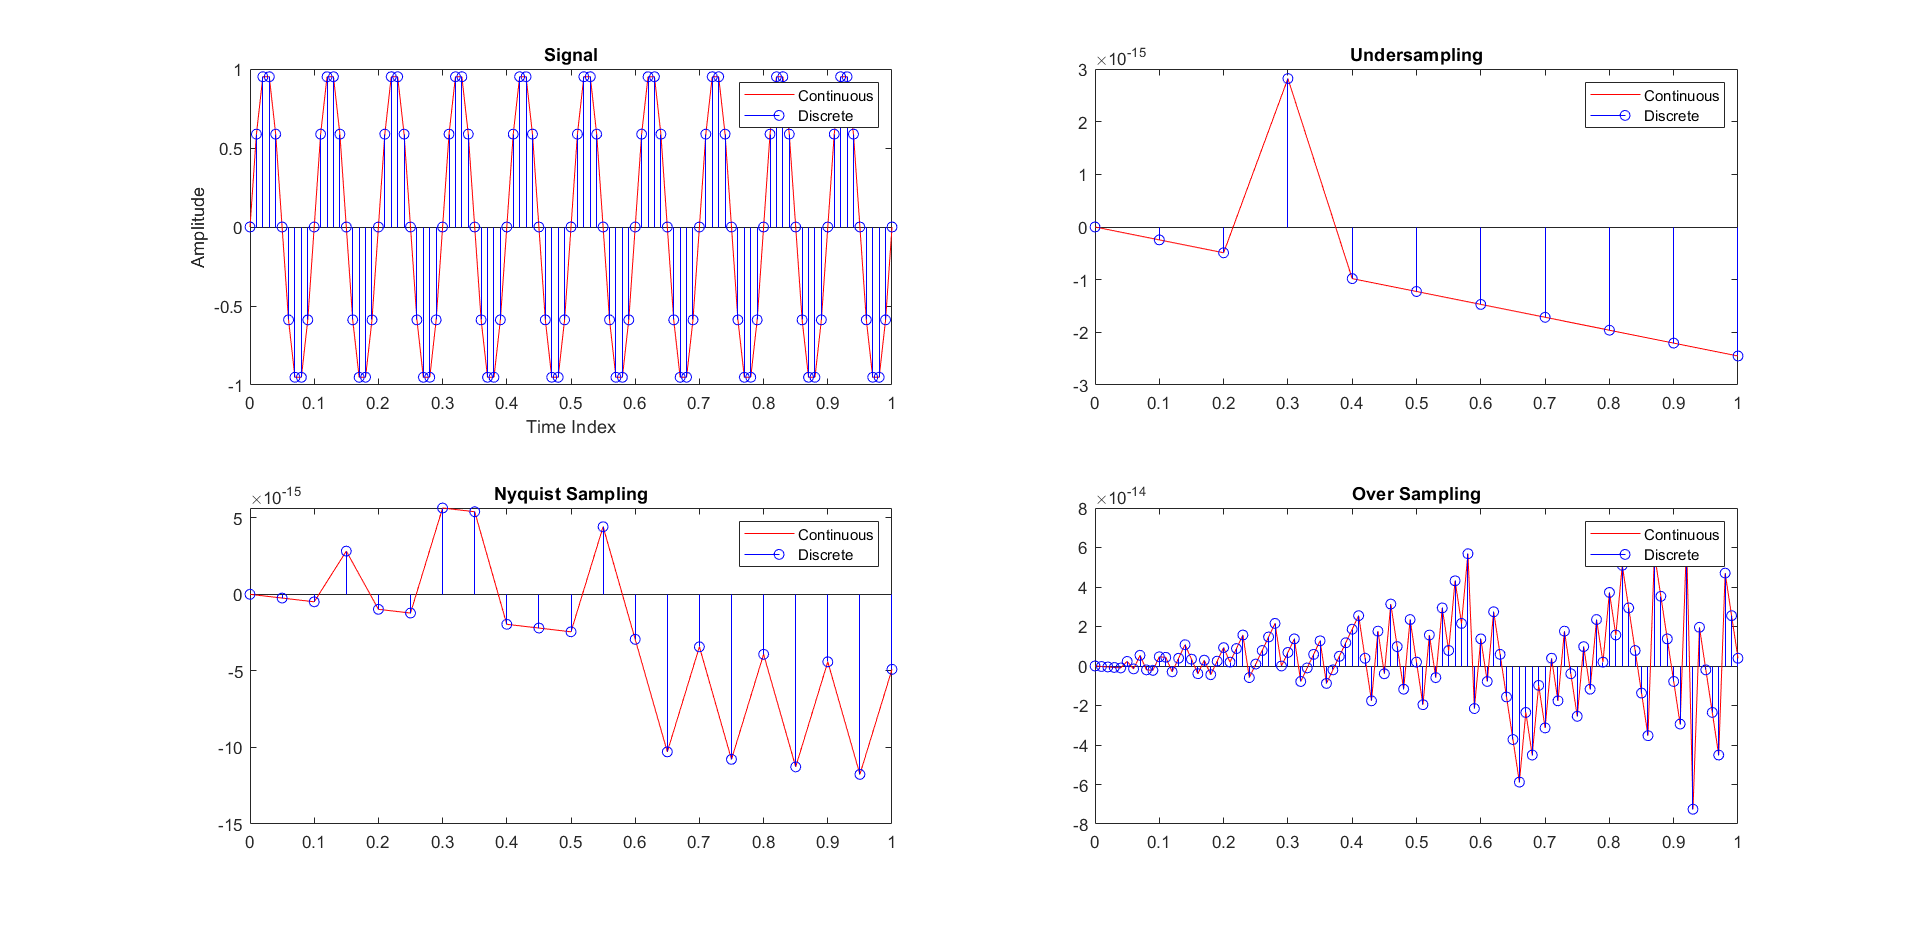 Signal
1
0.5
0
-0.5
-1
Amplitude
0 0.1 0.2 0.3 0.4 0.5 0.6 0.7 0.8 0.9 1
Time Index
Continuous
Discrete
Undersampling
×10-15
3
2
1
0
-1
-2
-3
0 0.1 0.2 0.3 0.4 0.5 0.6 0.7 0.8 0.9 1
Continuous
Discrete
Nyquist Sampling
×10-15
5
0
-5
-10
-15
0 0.1 0.2 0.3 0.4 0.5 0.6 0.7 0.8 0.9 1
Continuous
Discrete
Over Sampling
×10-14
8
6
4
2
0
-2
-4
-6
-8
0 0.1 0.2 0.3 0.4 0.5 0.6 0.7 0.8 0.9 1
Continuous
Discrete